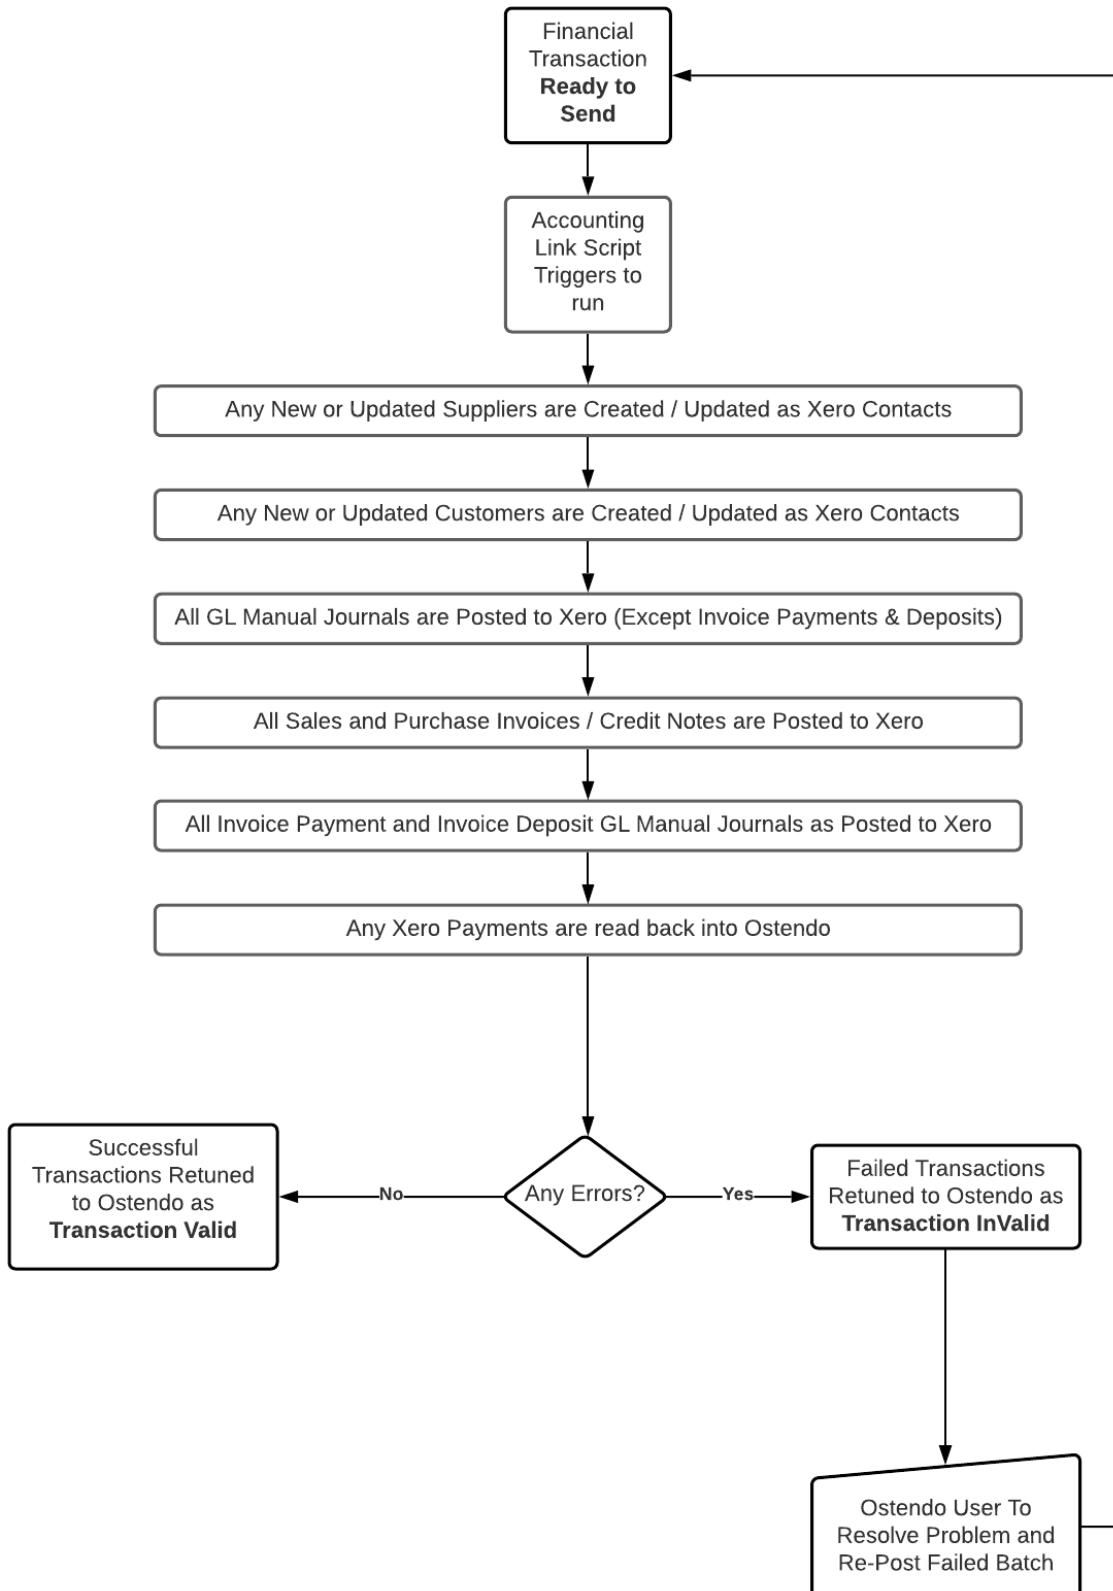 Financial
Transaction
Ready to
Send
Accounting
Link Script
Triggers to
run
Any New or Updated Suppliers are Created / Updated as Xero Contacts
Any New or Updated Customers are Created / Updated as Xero Contacts
All GL Manual Journals are Posted to Xero (Except Invoice Payments & Deposits)
All Sales and Purchase Invoices / Credit Notes are Posted to Xero
All Invoice Payment and Invoice Deposit GL Manual Journals as Posted to Xero
Any Xero Payments are read back into Ostendo
Successful
Transactions Retuned
to Ostendo as
Transaction Valid
No
Any Errors?
Yes
Failed Transactions
Retuned to Ostendo as
Transaction InValid
Ostendo User To
Resolve Problem and
Re-Post Failed Batch